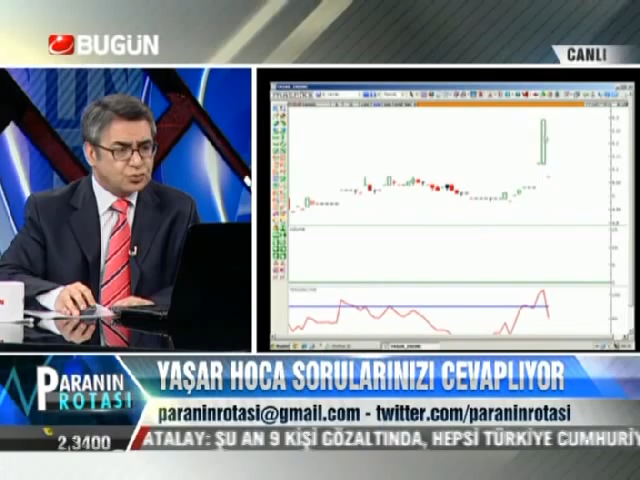 BUGÜN
CANLI
PARANIN ROTASI
YAŞAR HOCA SORULARINIZI CEVAPLIYOR
paraninrotasi@gmail.com - twitter.com/paraninrotasi
2,3400
ATALAY: ŞU AN 9 KİŞİ GÖZALTINDA, HEPSİ TÜRKİYE CUMHURİY